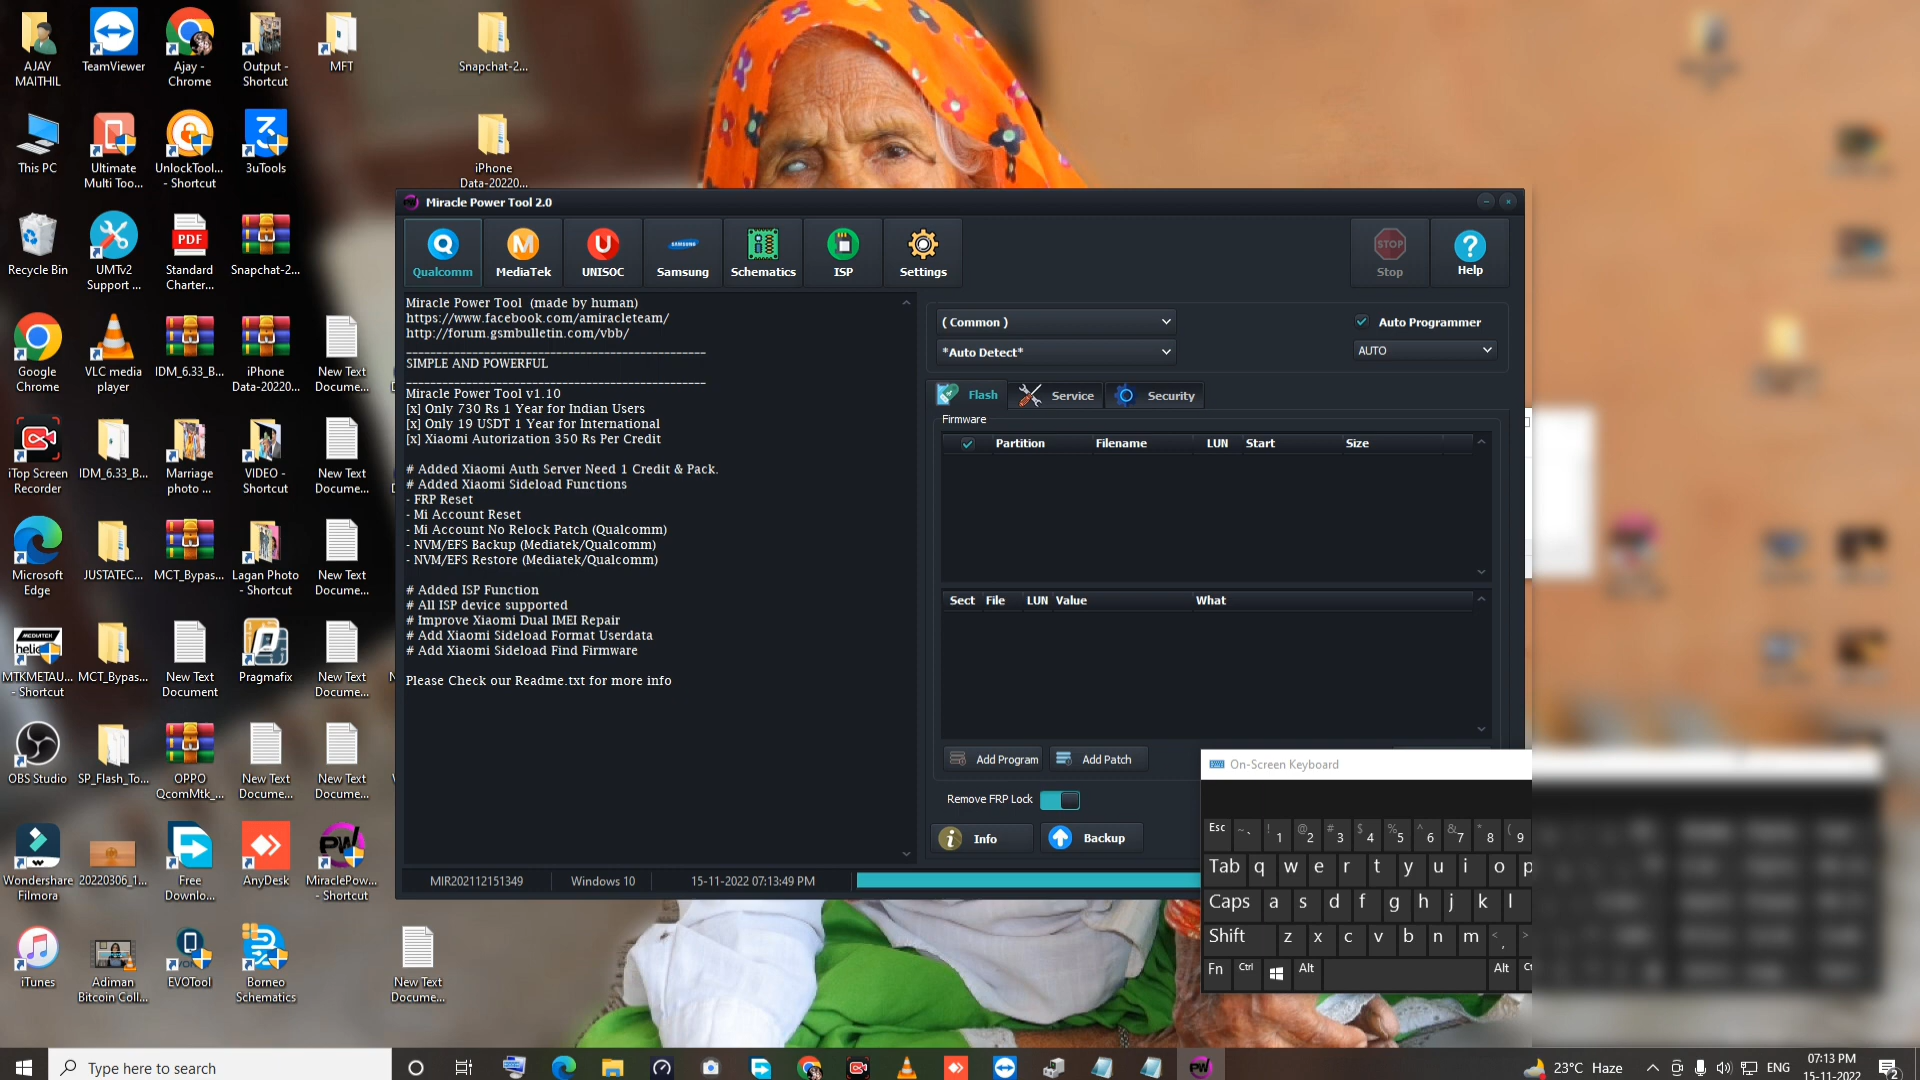 AJAY
MAITHIL
TeamViewer
Ajay -
Chrome
Output -
Shortcut
MFT
Snapchat-2...
This PC
Ultimate
Multi Too...
UnlockTool...
- Shortcut
3uTools
iPhone
Data-20220...
Recycle Bin
UMTv2
Support ...
PDF
Standard
Charter...
Snapchat-2...
Google
Chrome
VLC media
player
IDM_6.33_B...
iPhone
Data-20220...
New Text
Docume...
iTop Screen
Recorder
IDM_6.33_B...
Marriage
photo ...
VIDEO -
Shortcut
New Text
Docume...
Microsoft
Edge
JUSTATEC...
MCT_Bypas...
Lagan Photo
- Shortcut
New Text
Docume...
MEDIATEK
helio
MTKMETAU...
- Shortcut
MCT_Bypas...
New Text
Document
Pragmafix
New Text
Docume...
OBS Studio
SP_Flash_To...
OPPO
QcomMtk_...
New Text
Docume...
New Text
Docume...
Wondershare
Filmora
20220306_1...
Free
Downlo...
AnyDesk
MiraclePow...
- Shortcut
iTunes
Adiman
Bitcoin Coll...
EVOTool
Borneo
Schematics
New Text
Docume...
Miracle Power Tool 2.0
Qualcomm
MediaTek
UNISOC
SAMSUNG
Samsung
Schematics
ISP
Settings
STOP
Stop
Help
Miracle Power Tool  (made by human)
https://www.facebook.com/amiracleteam/
http://forum.gsmbulletin.com/vbb/
SIMPLE AND POWERFUL
Miracle Power Tool v1.10
[x] Only 730 Rs 1 Year for Indian Users
[x] Only 19 USDT 1 Year for International
[x] Xiaomi Autorization 350 Rs Per Credit
# Added Xiaomi Auth Server Need 1 Credit & Pack.
# Added Xiaomi Sideload Functions
- FRP Reset
- Mi Account Reset
- Mi Account No Relock Patch (Qualcomm)
- NVM/EFS Backup (Mediatek/Qualcomm)
- NVM/EFS Restore (Mediatek/Qualcomm)
# Added ISP Function
# All ISP device supported
# Improve Xiaomi Dual IMEI Repair
# Add Xiaomi Sideload Format Userdata
# Add Xiaomi Sideload Find Firmware
Please Check our Readme.txt for more info
( Common )
*Auto Detect*
Auto Programmer
AUTO
Flash
Service
Security
Firmware
Partition Filename LUN Start Size
Sect File LUN Value What
Add Program
Add Patch
Remove FRP Lock
Info
Backup
MIR202112151349
Windows 10
15-11-2022 07:13:49 PM
On-Screen Keyboard
Esc ~ ` ! 1 @ 2 # 3 $ 4 % 5 ^ 6 & 7 * 8 ( 9
Tab q w e r t y u i o p
Caps a s d f g h j k l
Shift z x c v b n m < , >
Fn Ctrl Alt Alt
Type here to search
23°C Haze
ENG
07:13 PM
15-11-2022
2